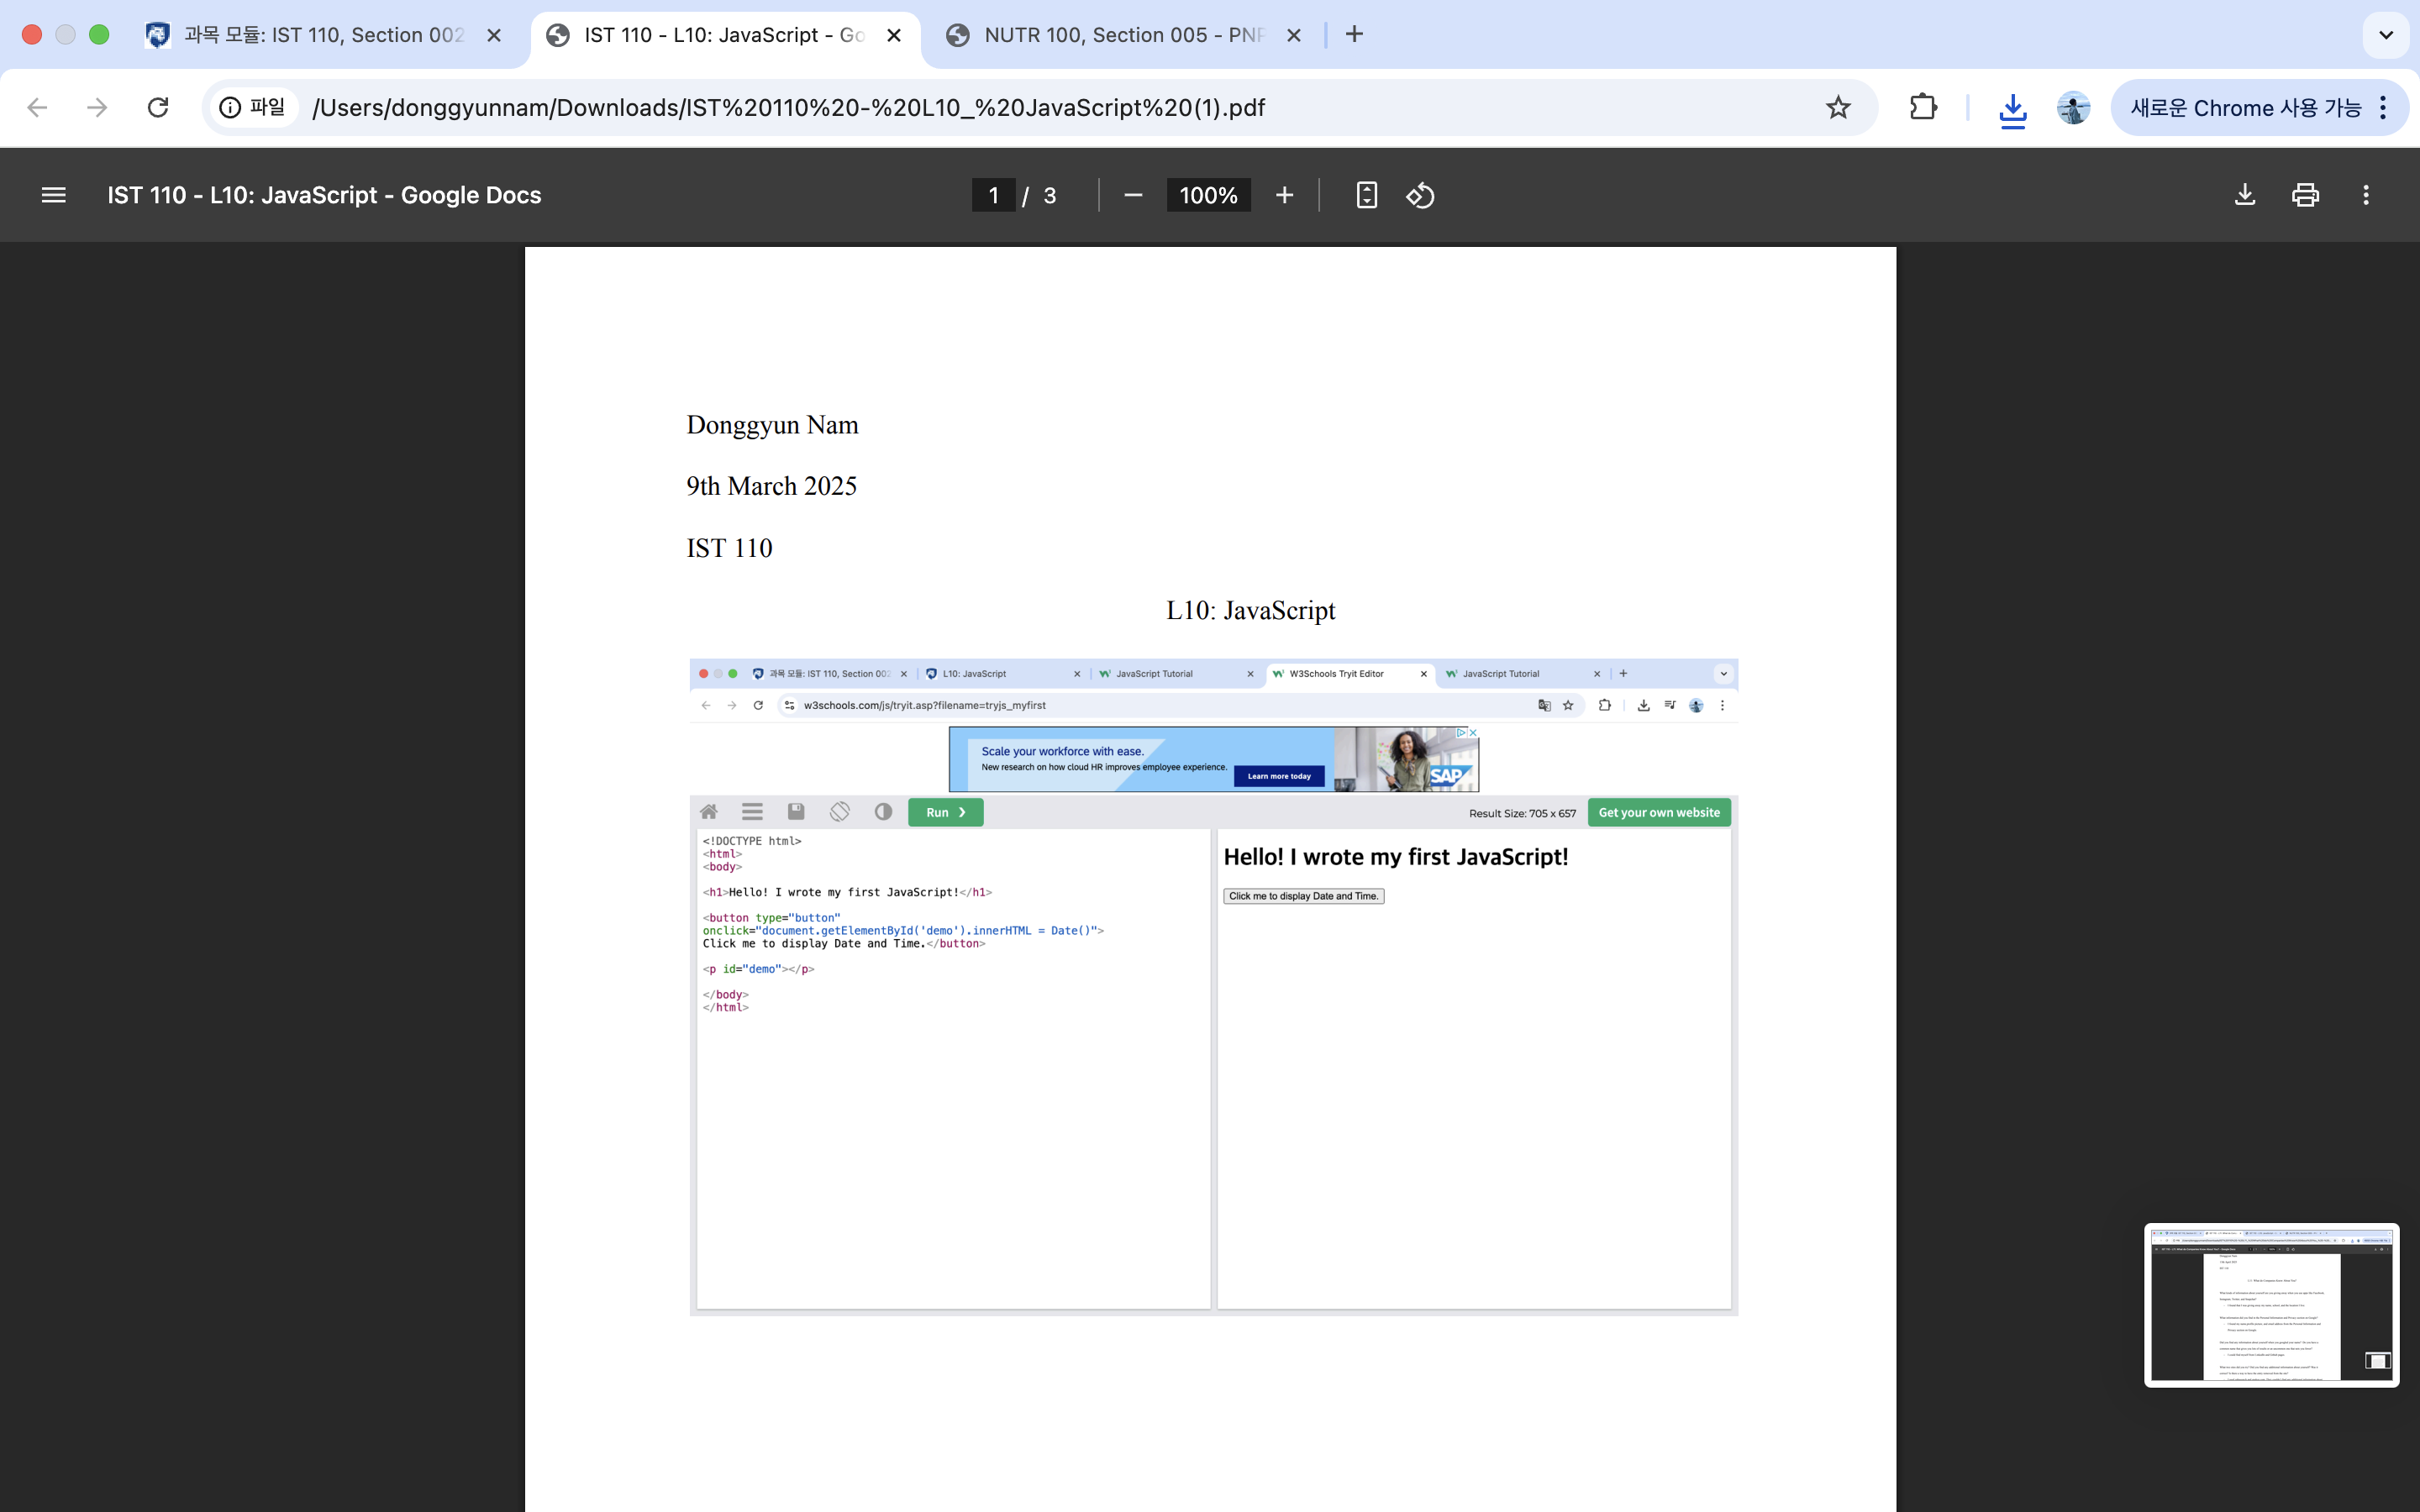 과목 모듈: IST 110, Section 002
IST 110 - L10: JavaScript - Go
NUTR 100, Section 005 - PNP
파일
/Users/donggyunnam/Downloads/IST%20110%20-%20L10_%20JavaScript%20(1).pdf
새로운 Chrome 사용 가능
IST 110 - L10: JavaScript - Google Docs
1 / 3
100%
Donggyun Nam
9th March 2025
IST 110
L10: JavaScript
과목 모듈: IST 110, Section 002
L10: JavaScript
JavaScript Tutorial
W3Schools Tryit Editor
JavaScript Tutorial
w3schools.com/js/tryit.asp?filename=tryjs_myfirst
Scale your workforce with ease.
New research on how cloud HR improves employee experience.
Learn more today
SAP
Run ❯
Result Size: 705 x 657
Get your own website
<!DOCTYPE html>
<html>
<body>
<h1>Hello! I wrote my first JavaScript!</h1>
<button type="button"
onclick="document.getElementById('demo').innerHTML = Date()">
Click me to display Date and Time.</button>
<p id="demo"></p>
</body>
</html>
Hello! I wrote my first JavaScript!
Click me to display Date and Time.